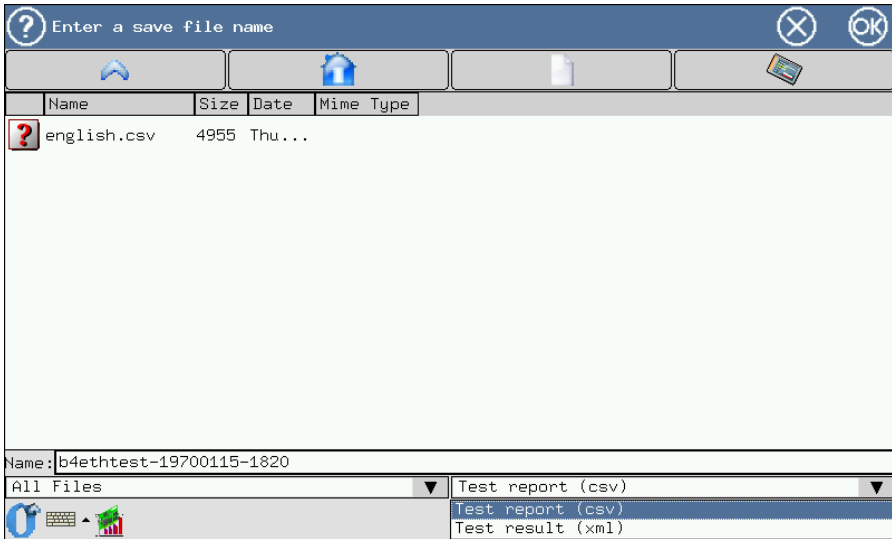 ? Enter a save file name OK
Name Size Date Mime Type
? english.csv 4955 Thu...
Name: b4ethtest-19700115-1820
All Files ▼ Test report (csv) ▼
Test report (csv)
Test result (xml)